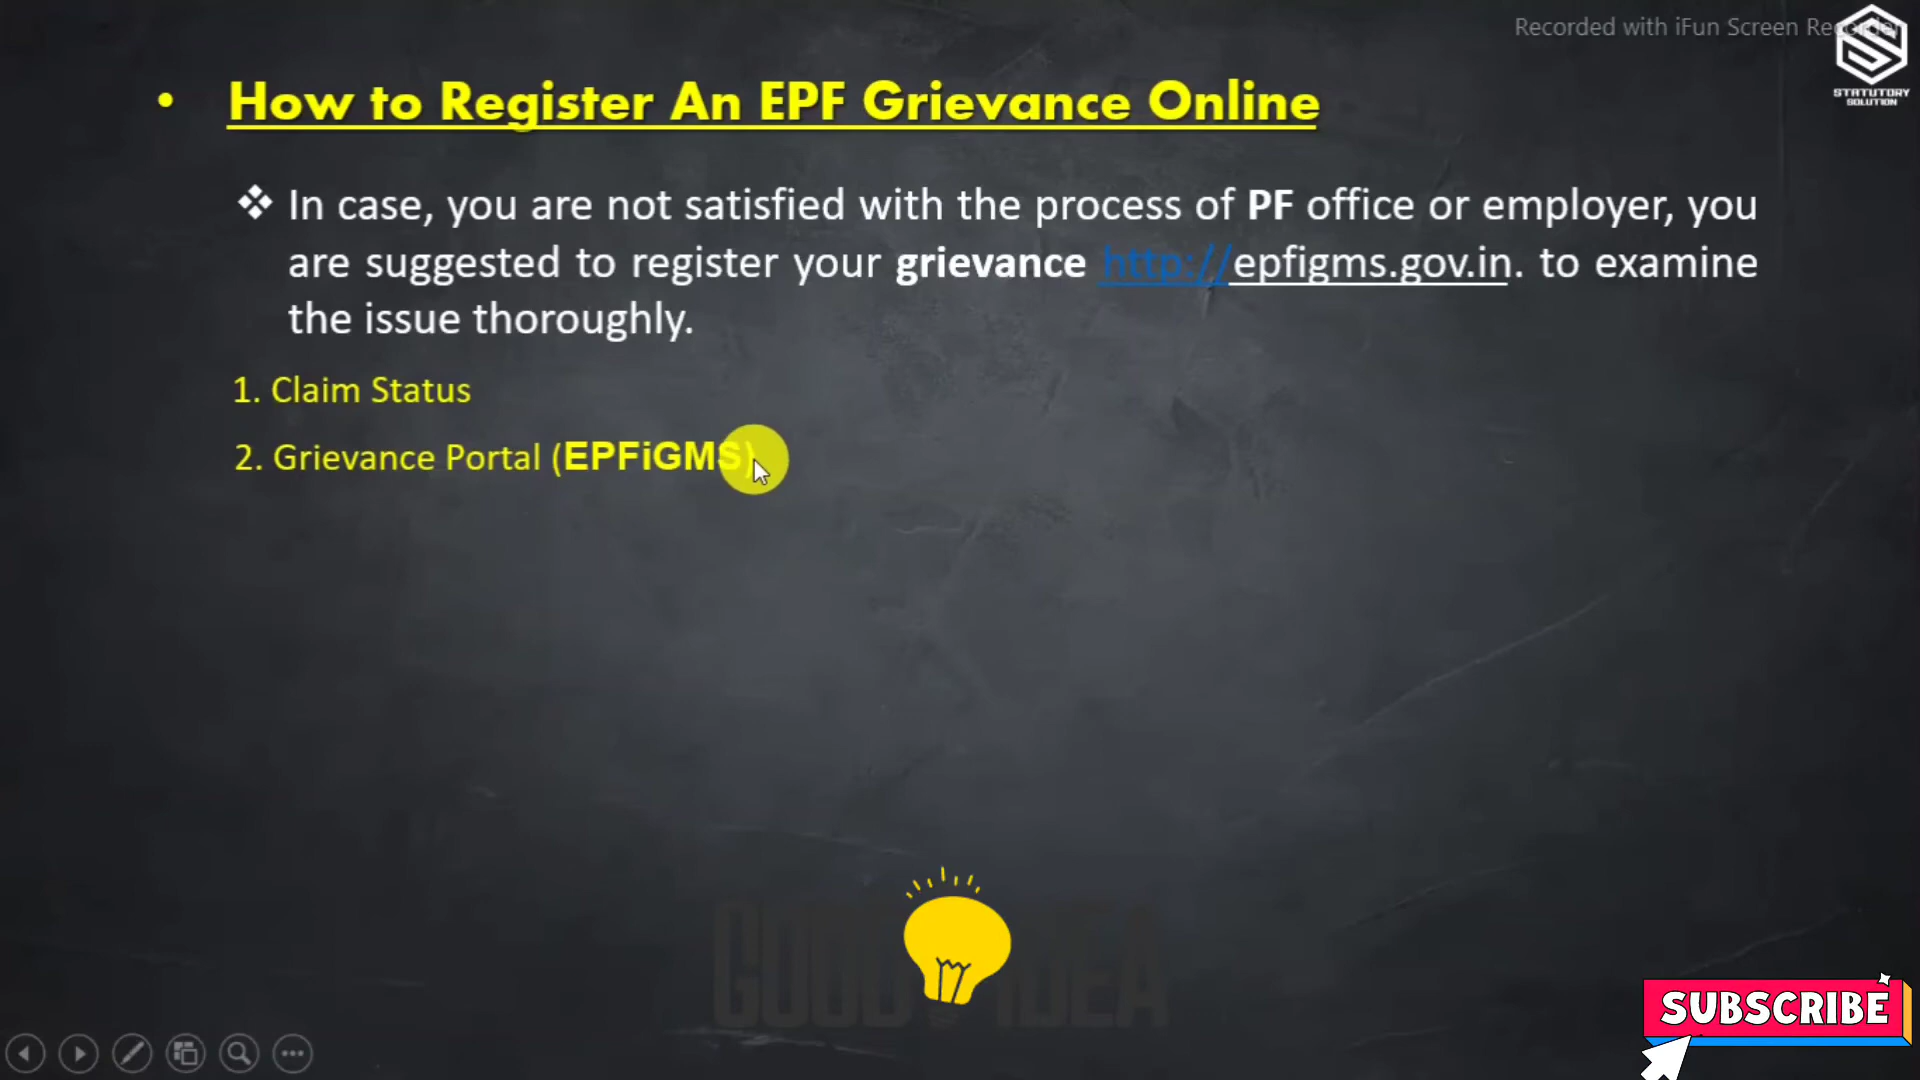 Recorded with iFun Screen Recorder
STATUTORY
SOLUTION
• How to Register An EPF Grievance Online
❖ In case, you are not satisfied with the process of PF office or employer, you
are suggested to register your grievance http://epfigms.gov.in. to examine
the issue thoroughly.
1. Claim Status
2. Grievance Portal (EPFiGMS)
GOOD IDEA
SUBSCRIBE